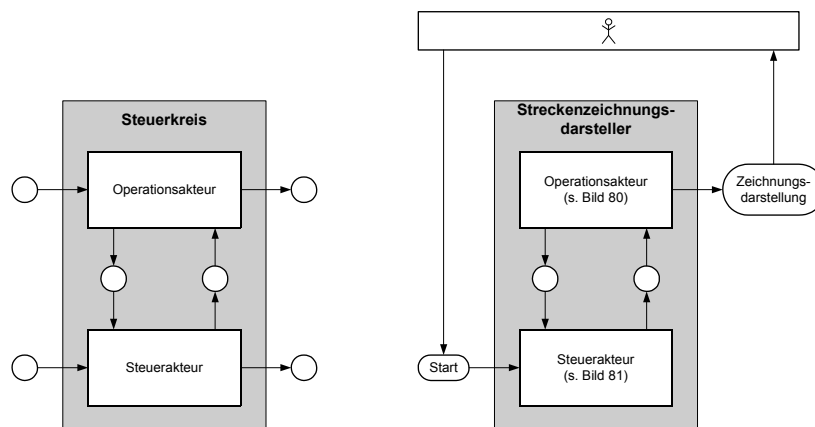 Steuerkreis
Operationsakteur
Steuerakteur
Streckenzeichnungs-
darsteller
Operationsakteur
(s. Bild 80)
Zeichnungs-
darstellung
Start
Steuerakteur
(s. Bild 81)